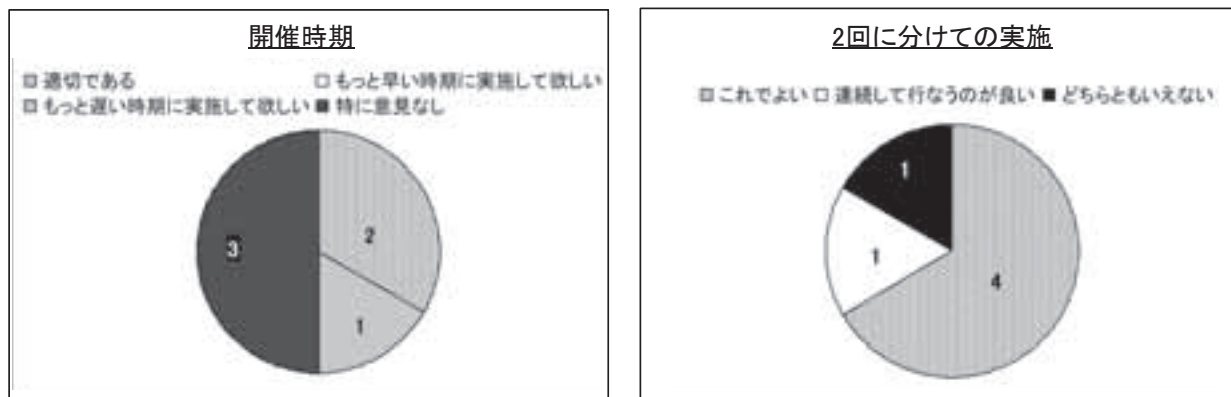 開催時期
適切である もっと早い時期に実施して欲しい
もっと遅い時期に実施して欲しい 特に意見なし
3
2
1
2回に分けての実施
これでよい 連続して行なうのが良い どちらともいえない
1
1
4